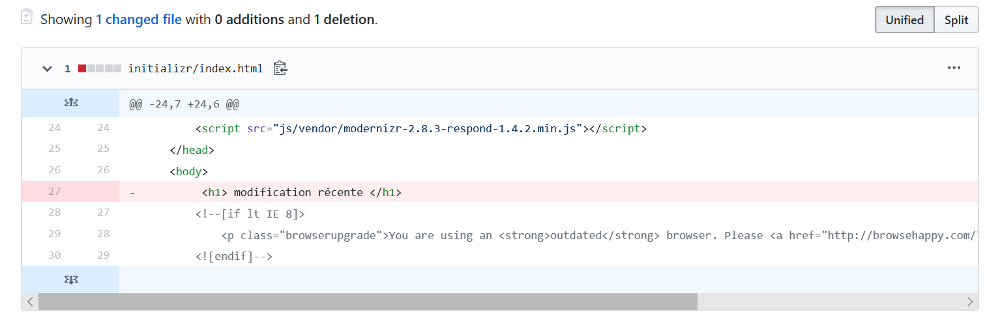 Showing 1 changed file with 0 additions and 1 deletion.
Unified Split
1 initializr/index.html
@@ -24,7 +24,6 @@
24 24 <script src="js/vendor/modernizr-2.8.3-respond-1.4.2.min.js"></script>
25 25 </head>
26 26 <body>
27 - <h1> modification récente </h1>
28 27 <!--[if lt IE 8]>
29 28 <p class="browserupgrade">You are using an <strong>outdated</strong> browser. Please <a href="http://browsehappy.com/"
30 29 <![endif]-->